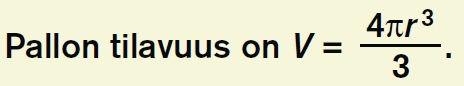 Pallon tilavuus on V = 4πr³/3.